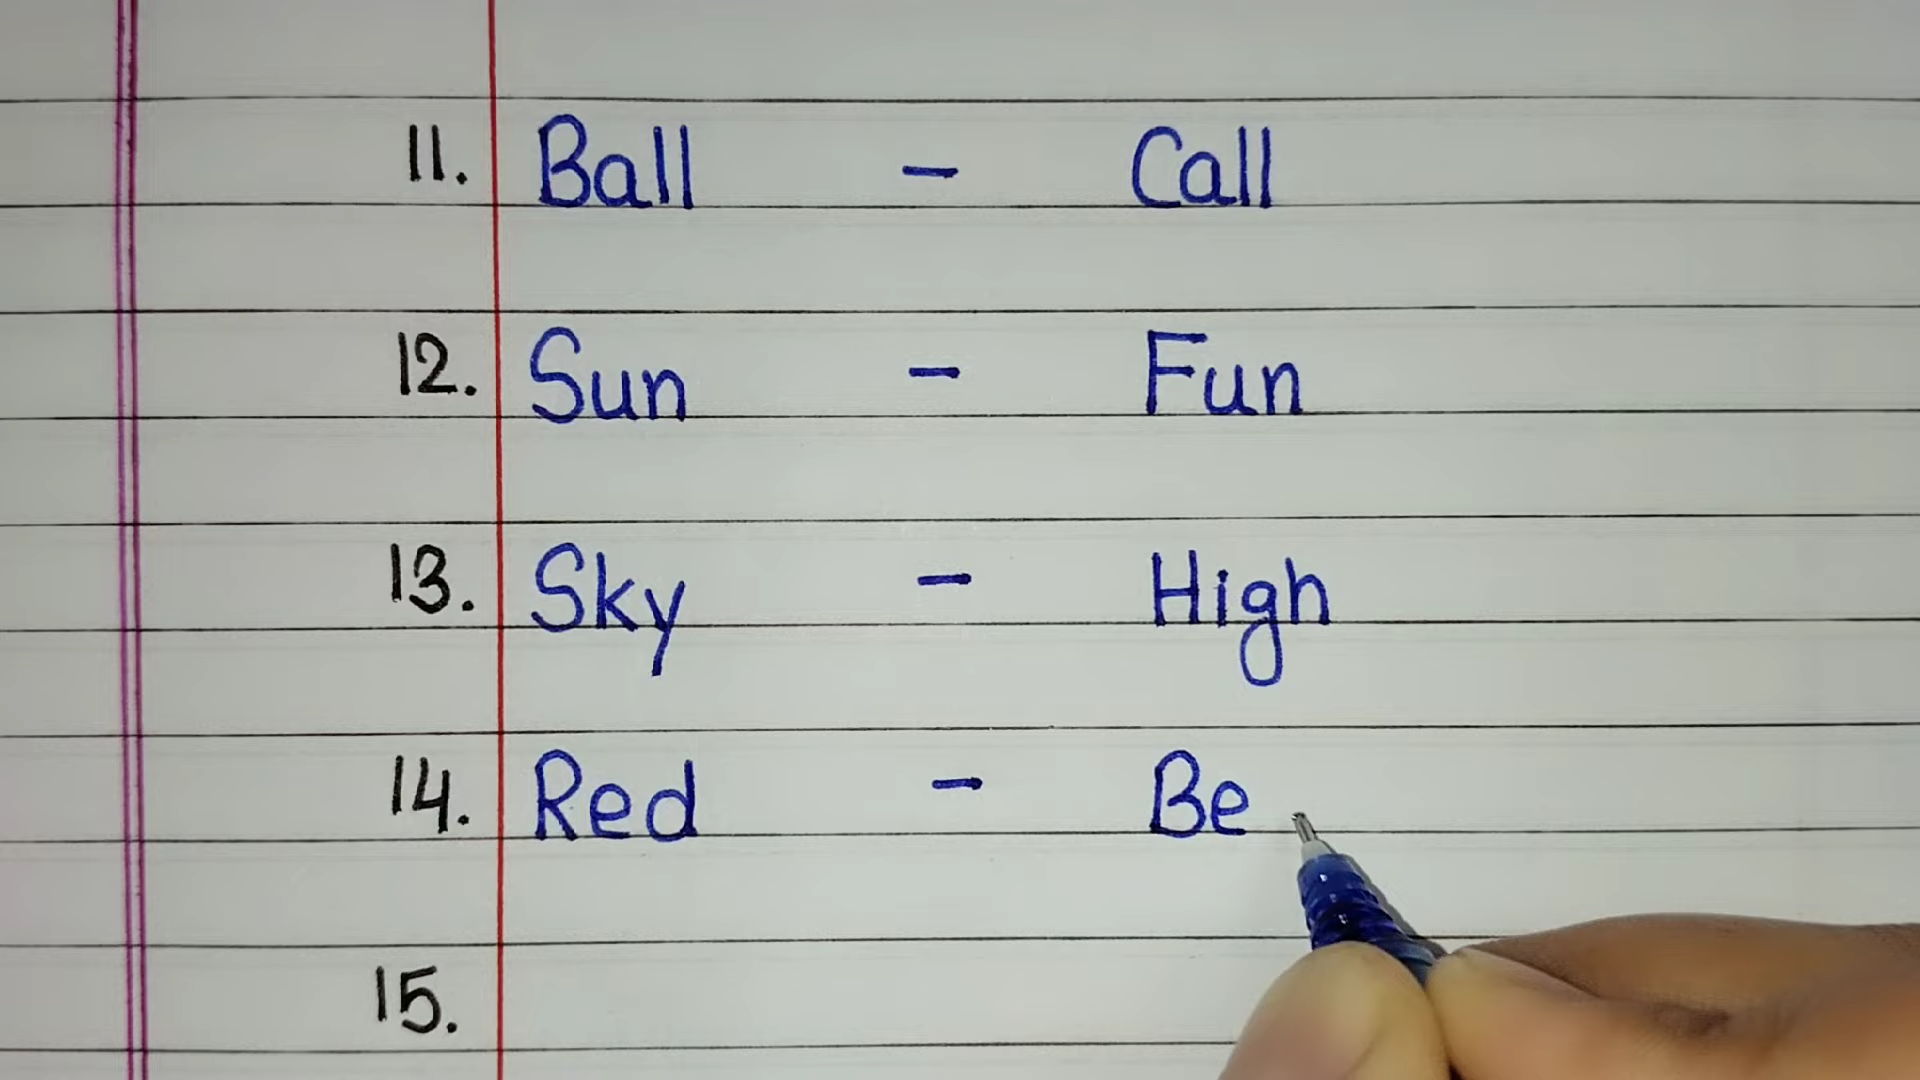 11. Ball - Call
12. Sun - Fun
13. Sky - High
14. Red - Be
15.